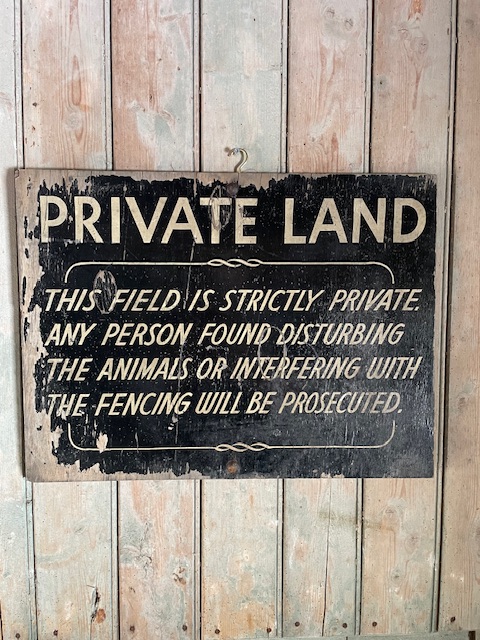 PRIVATE LAND
THIS FIELD IS STRICTLY PRIVATE.
ANY PERSON FOUND DISTURBING
THE ANIMALS OR INTERFERING WITH
THE FENCING WILL BE PROSECUTED.